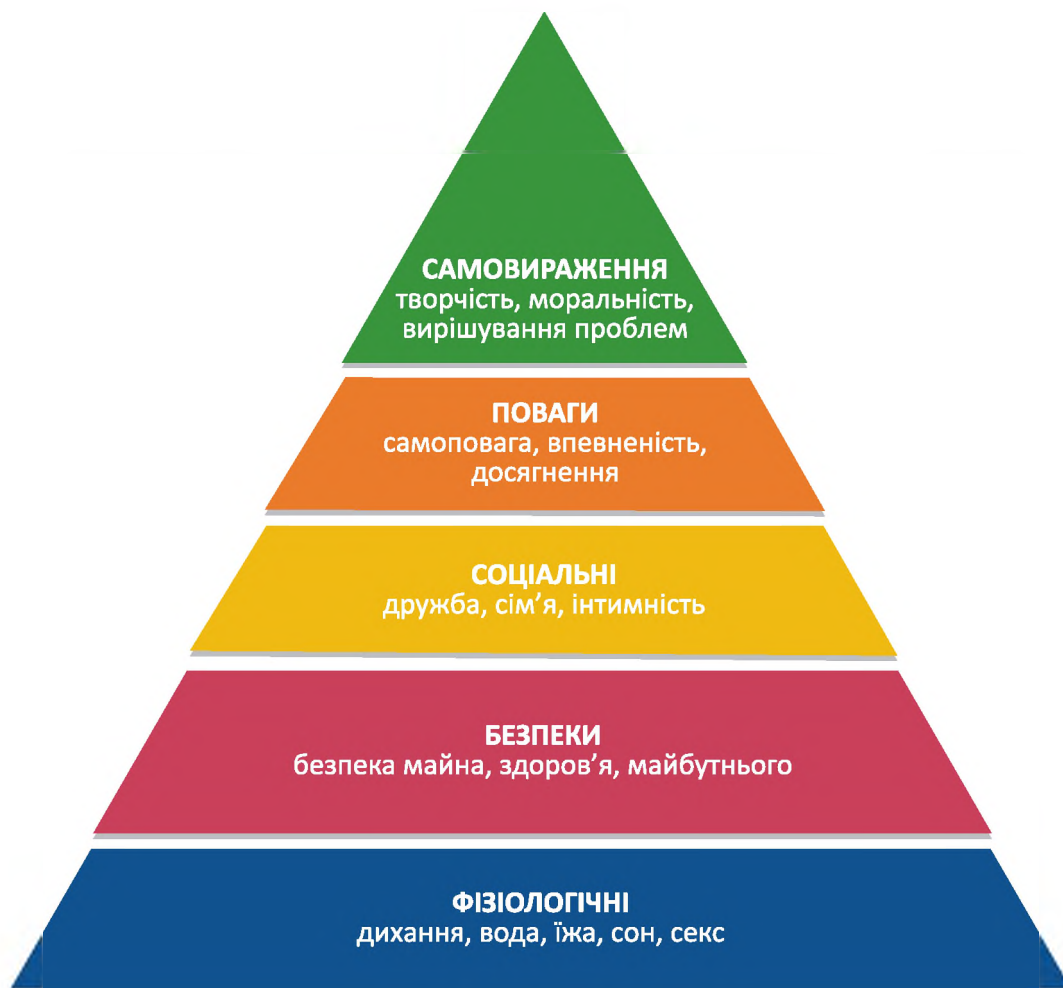 САМОВИРАЖЕННЯ
творчість, моральність,
вирішування проблем
ПОВАГИ
самоповага, впевненість,
досягнення
СОЦІАЛЬНІ
дружба, сім’я, інтимність
БЕЗПЕКИ
безпека майна, здоров’я, майбутнього
ФІЗІОЛОГІЧНІ
дихання, вода, їжа, сон, секс